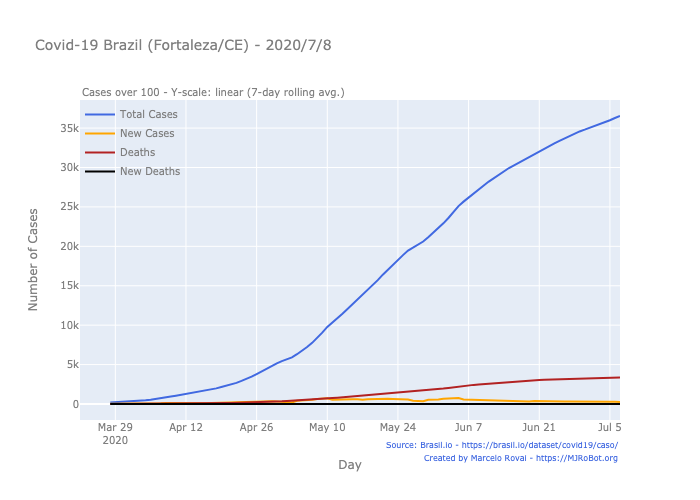 Covid-19 Brazil (Fortaleza/CE) - 2020/7/8
Cases over 100 - Y-scale: linear (7-day rolling avg.)
Total Cases
New Cases
Deaths
New Deaths
Number of Cases
35k
30k
25k
20k
15k
10k
5k
0
Mar 29
2020
Apr 12
Apr 26
May 10
May 24
Jun 7
Jun 21
Jul 5
Day
Source: Brasil.io - https://brasil.io/dataset/covid19/caso/
Created by Marcelo Rovai - https://MJRoBot.org